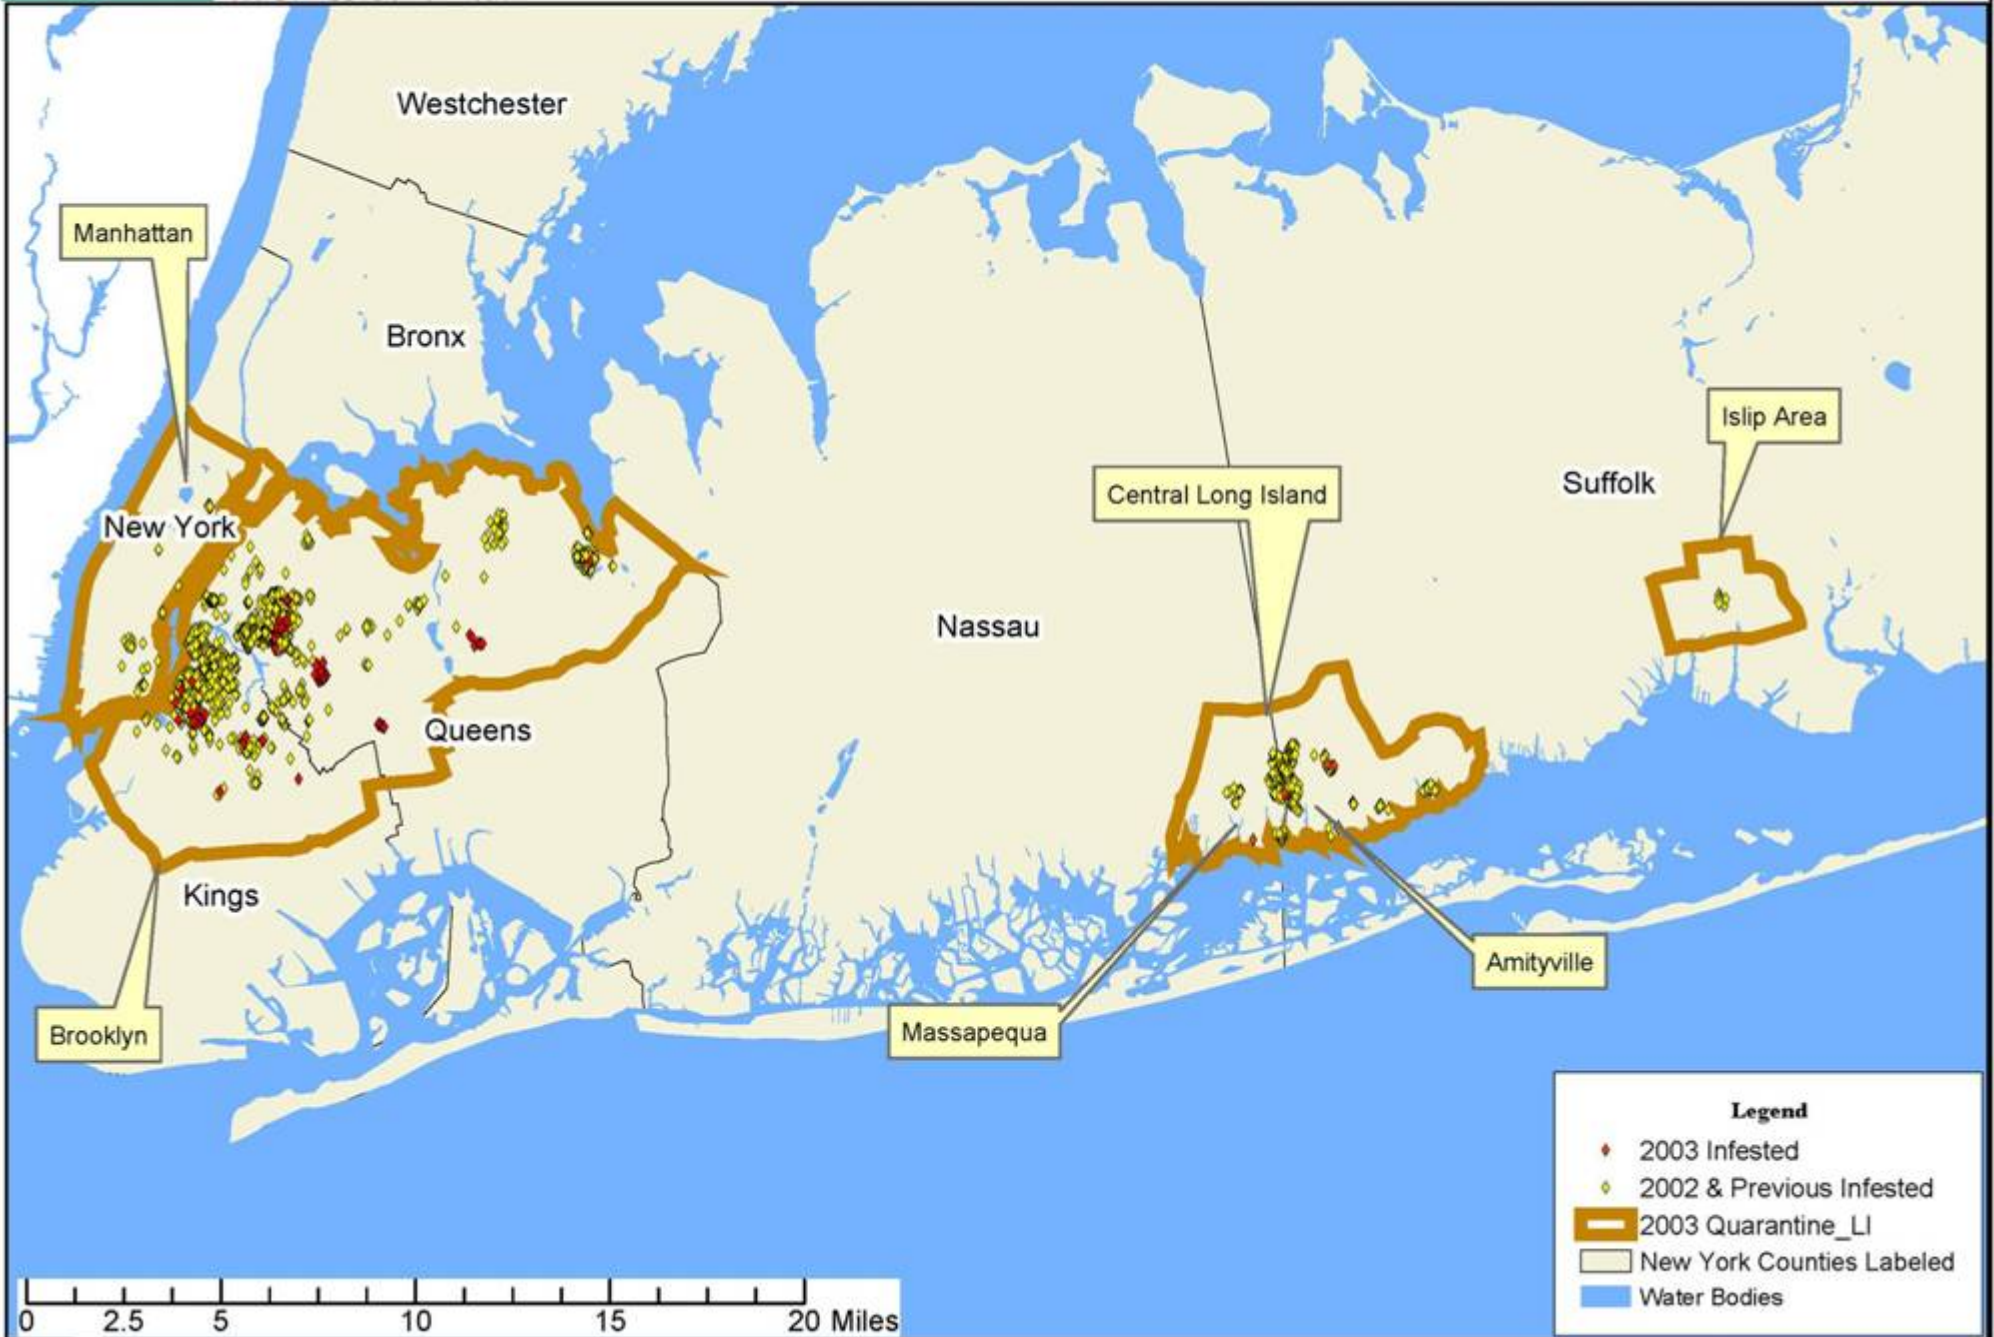 Westchester
Manhattan
Bronx
Islip Area
Suffolk
Central Long Island
New York
Nassau
Queens
Kings
Amityville
Massapequa
Brooklyn
Legend
2003 Infested
2002 & Previous Infested
2003 Quarantine_LI
New York Counties Labeled
Water Bodies
0 2.5 5 10 15 20 Miles